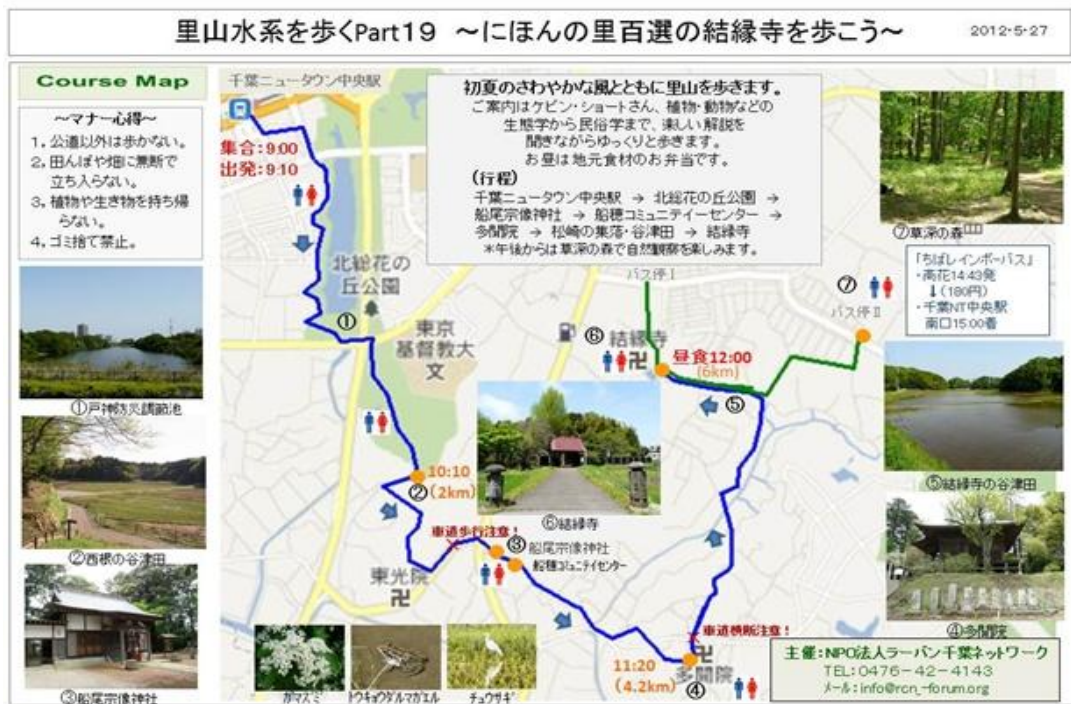 里山水系を歩くPart19 ～にほんの里百選の結縁寺を歩こう～
2012・5・27
Course Map
～マナー心得～
1．公道以外は歩かない。
2．田んぼや畑に無断で
立ち入らない。
3．植物や生き物を持ち帰
らない。
4．ゴミ捨て禁止。
千葉ニュータウン中央駅
集合：9:00
出発：9:10
初夏のさわやかな風とともに里山を歩きます。
ご案内はケビン・ショートさん、植物・動物などの
生態学から民俗学まで、楽しい解説を
聞きながらゆっくりと歩きます。
お昼は地元食材のお弁当です。
（行程）
千葉ニュータウン中央駅 → 北総花の丘公園 →
船尾宗像神社 → 船穂コミュニティーセンター →
多聞院 → 松崎の集落・谷津田 → 結縁寺
＊午後からは草深の森で自然観察を楽しみます。
⑦草深の森
「ちばレインボーバス」
・高花14:43発
↓（180円）
・千葉NT中央駅
南口15:00着
バス停Ⅰ
⑦
バス停Ⅱ
北総花の
丘公園
①
東京
基督教大
文
⑥
結縁寺
卍
昼食12:00
(6km)
⑤
①戸神防災調節池
②西根の谷津田
③船尾宗像神社
10:10
②
(2km)
⑥結縁寺
車道歩行注意！
③
船尾宗像神社
船穂コミュニテイセンター
東光院
卍
車道横断注意！
11:20
(4.2km)
卍
多聞院
④
⑤結縁寺の谷津田
④多聞院
ガマズミ
トウキョウダルマガエル
チュウサギ
主催：NPO法人ラーバン千葉ネットワーク
TEL：0476－42－4143
メール：info@rcn_-forum.org